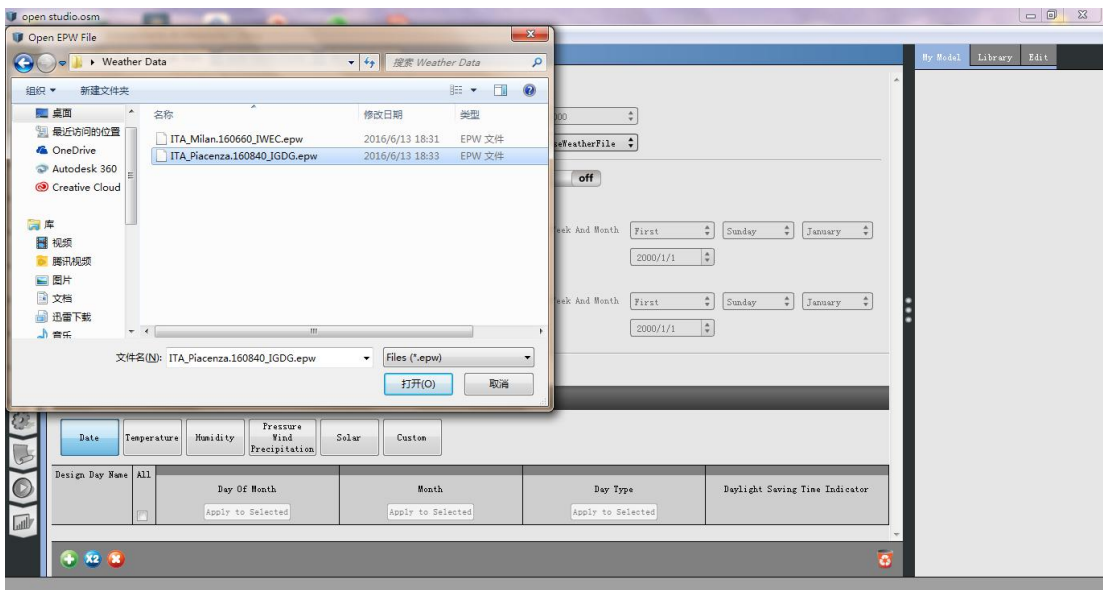 open studio.osm
Open EPW File
Weather Data
搜索 Weather Data
组织
新建文件夹
桌面
最近访问的位置
OneDrive
Autodesk 360
Creative Cloud
库
视频
腾讯视频
图片
文档
迅雷下载
音乐
名称
修改日期
类型
ITA_Milan.160660_IWEC.epw
2016/6/13 18:31
EPW 文件
ITA_Piacenza.160840_IGDG.epw
2016/6/13 18:33
EPW 文件
文件名(N):
ITA_Piacenza.160840_IGDG.epw
Files (*.epw)
打开(O)
取消
My Model
Library
Edit
off
And Month
First
Sunday
January
2000/1/1
And Month
First
Sunday
January
2000/1/1
Date
Temperature
Humidity
Pressure
Wind
Precipitation
Solar
Custom
Design Day Name
All
Day Of Month
Month
Day Type
Daylight Saving Time Indicator
Apply to Selected
Apply to Selected
Apply to Selected
X2